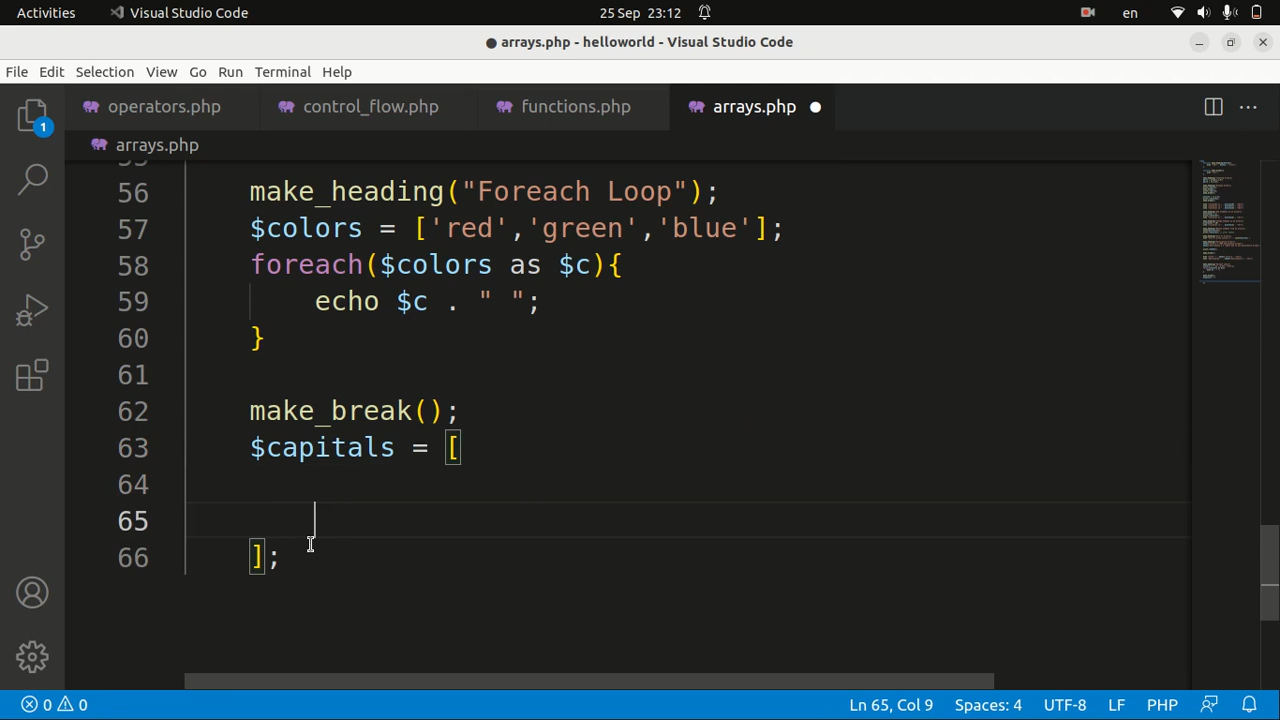 Activities Visual Studio Code 25 Sep 23:12 en
● arrays.php - helloworld - Visual Studio Code
File Edit Selection View Go Run Terminal Help
1 operators.php control_flow.php functions.php arrays.php
arrays.php
55
56 make_heading("Foreach Loop");
57 $colors = ['red','green','blue'];
58 foreach($colors as $c){
59 echo $c . " ";
60 }
61
62 make_break();
63 $capitals = [
64
65
66 ];
0 0 Ln 65, Col 9 Spaces: 4 UTF-8 LF PHP